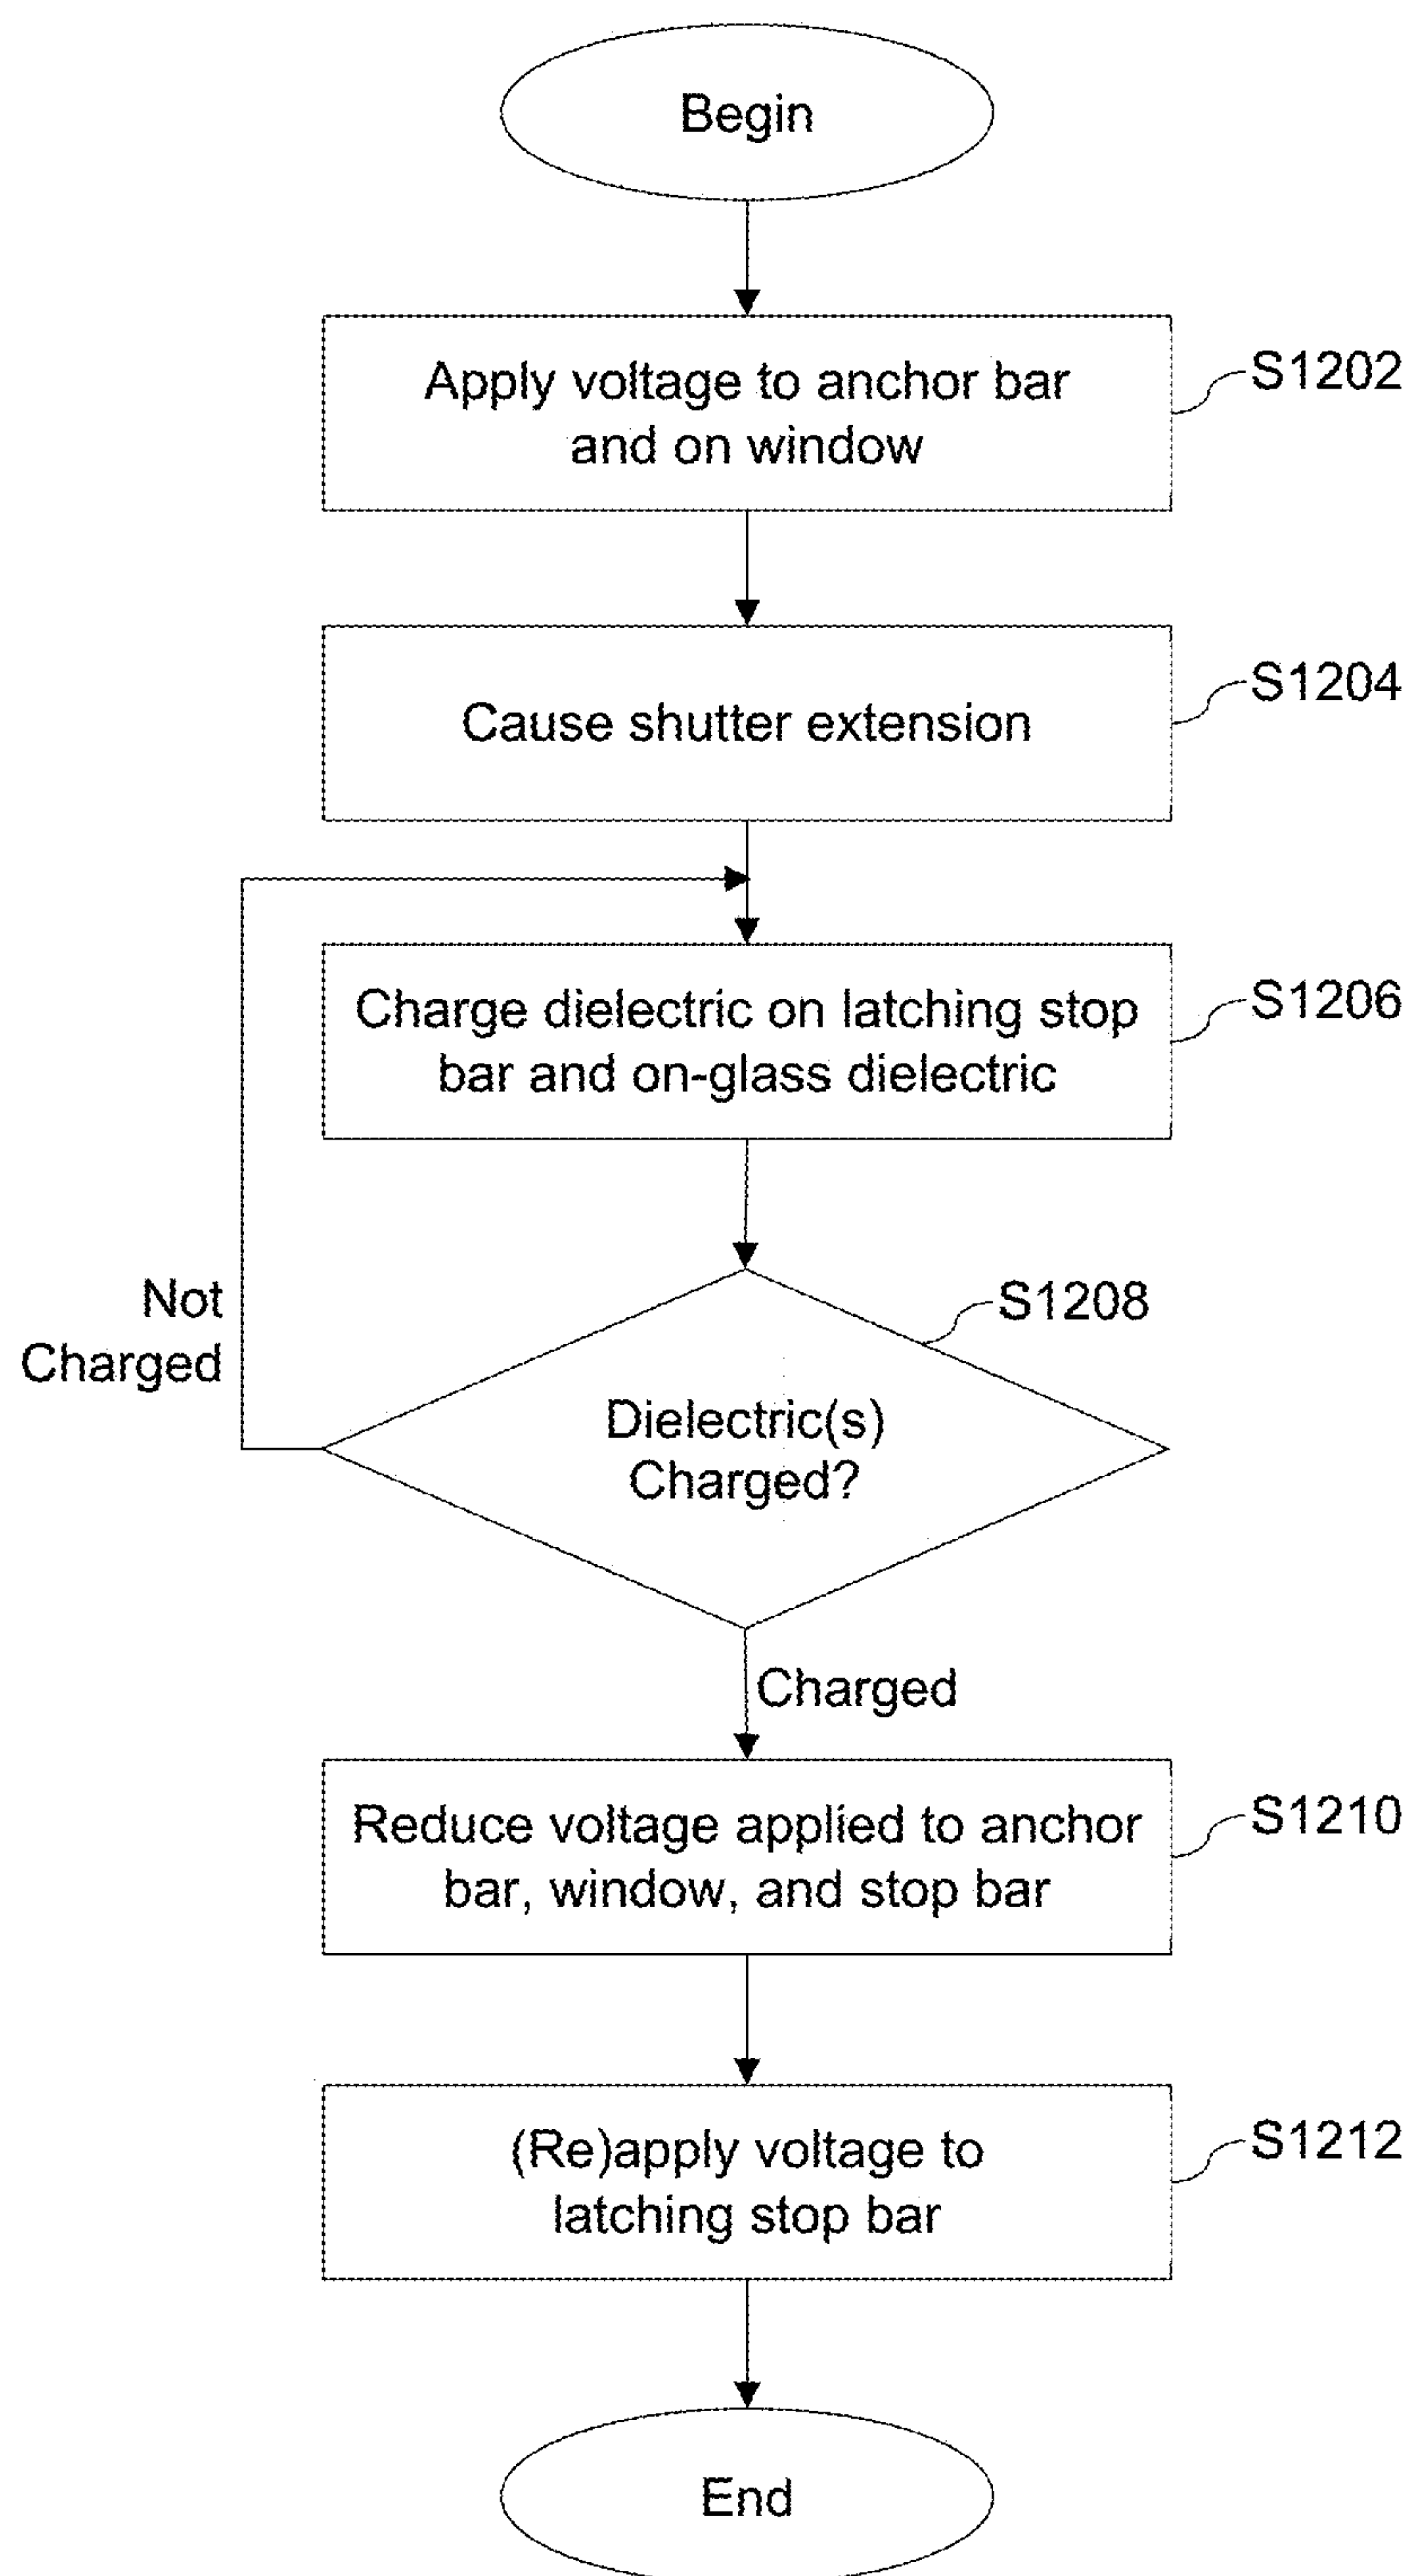 Begin
Apply voltage to anchor bar
and on window
S1202
Cause shutter extension
S1204
Charge dielectric on latching stop
bar and on-glass dielectric
S1206
Not
Charged
S1208
Dielectric(s)
Charged?
Charged
Reduce voltage applied to anchor
bar, window, and stop bar
S1210
(Re)apply voltage to
latching stop bar
S1212
End